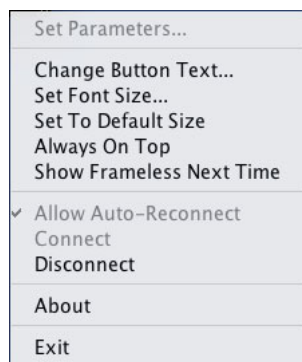 Set Parameters...
Change Button Text...
Set Font Size...
Set To Default Size
Always On Top
Show Frameless Next Time
Allow Auto-Reconnect
Connect
Disconnect
About
Exit